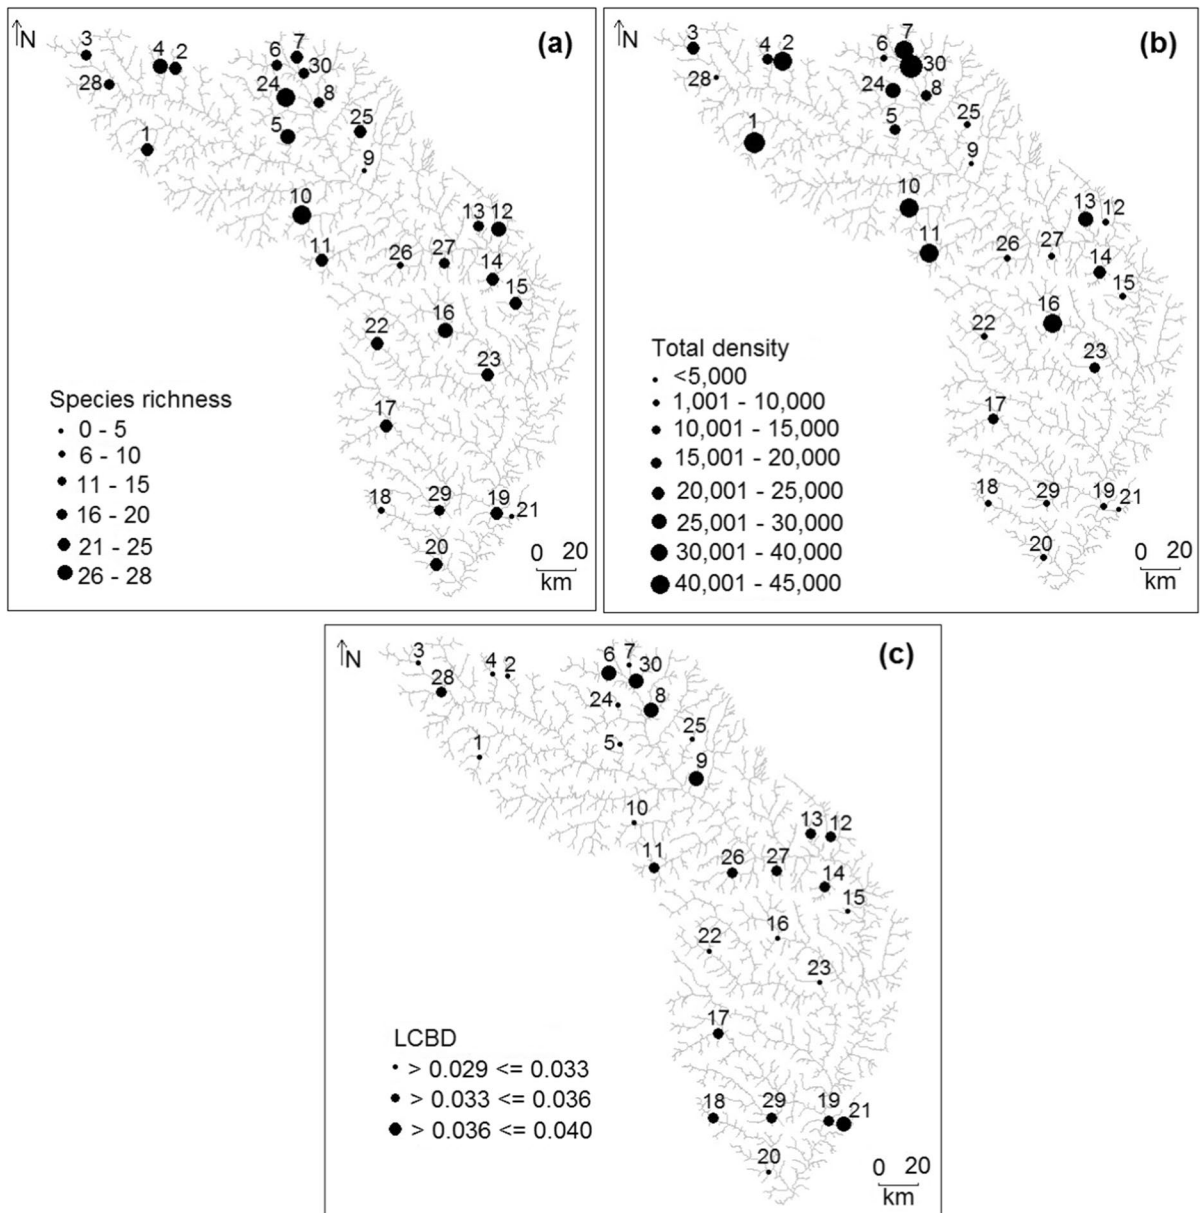 N
(a)
3
4 2
6 7
30
28
24
8
5
25
1
9
10
13 12
11
26 27
14
15
16
22
23
Species richness
0 - 5
17
6 - 10
11 - 15
16 - 20
18 29 19 21
21 - 25
20
26 - 28
0 20
km
N
(b)
3
4 2
6 7
30
28
24
8
5
25
1
9
10
13 12
11
26 27
14
15
16
22
Total density
23
<5,000
1,001 - 10,000
17
10,001 - 15,000
15,001 - 20,000
20,001 - 25,000
18 29 19 21
25,001 - 30,000
30,001 - 40,000
20
40,001 - 45,000
0 20
km
N
(c)
3
4 2
6 7
30
28
24
8
5
25
1
9
10
13 12
11
26 27
14
15
16
22
23
17
LCBD
> 0.029 <= 0.033
> 0.033 <= 0.036
18 29 19 21
> 0.036 <= 0.040
20
0 20
km